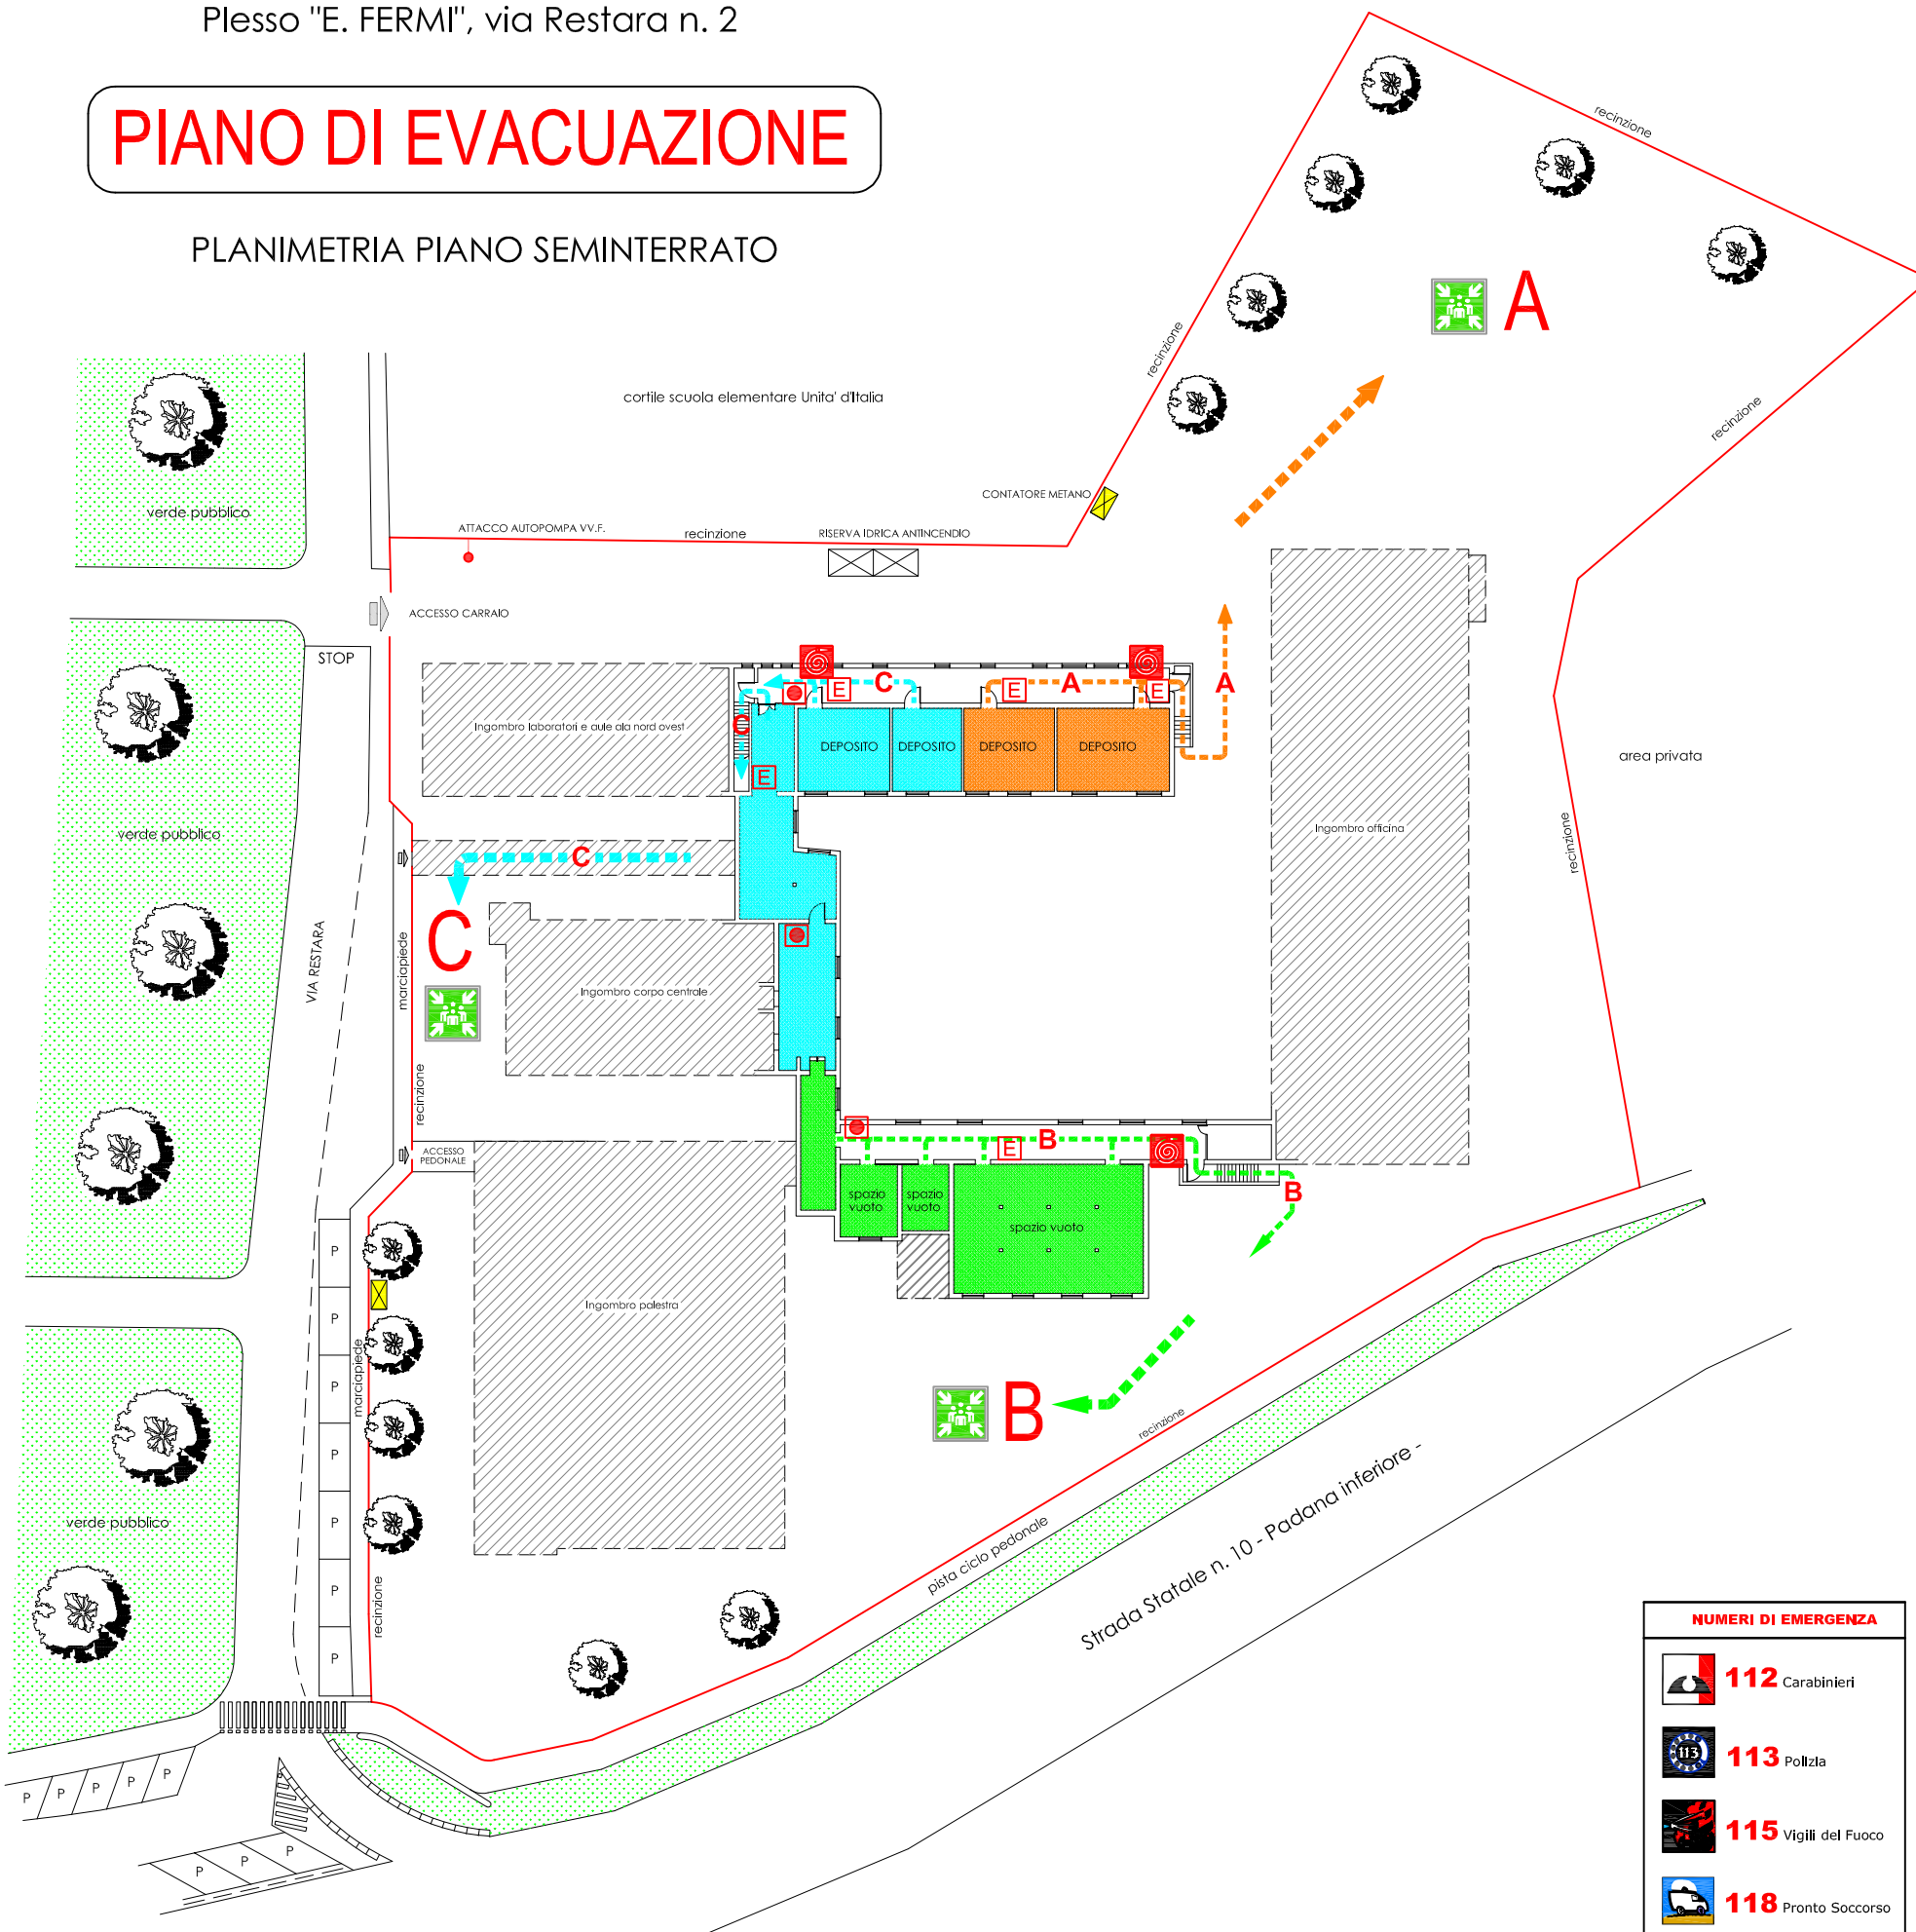 Plesso "E. FERMI", via Restara n. 2
PIANO DI EVACUAZIONE
PLANIMETRIA PIANO SEMINTERRATO
recinzione
A
recinzione
recinzione
cortile scuola elementare Unita' d'Italia
verde pubblico
CONTATORE METANO
ATTACCO AUTOPOMPA VV.F.
recinzione
RISERVA IDRICA ANTINCENDIO
ACCESSO CARRAIO
STOP
E
C
E
A
E
A
C
Ingombro laboratori e aule ala nord ovest
DEPOSITO
DEPOSITO
DEPOSITO
DEPOSITO
E
area privata
verde pubblico
Ingombro officina
recinzione
C
C
VIA RESTARA
marciapiede
Ingombro corpo centrale
recinzione
ACCESSO
PEDONALE
E
B
B
spazio
vuoto
spazio
vuoto
spazio vuoto
P
P
P
P
P
P
P
Ingombro palestra
marciapiede
B
recinzione
verde pubblico
recinzione
pista ciclo pedonale
Strada Statale n. 10 - Padana inferiore -
P
P
P
P
P
P
P
P
NUMERI DI EMERGENZA
112 Carabinieri
113
113 Polizia
115 Vigili del Fuoco
118 Pronto Soccorso